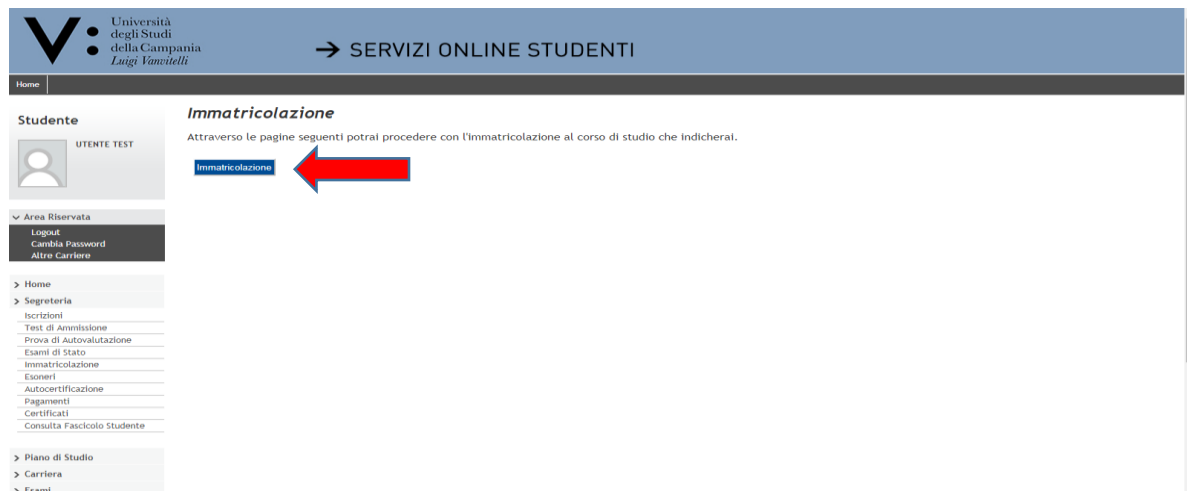 Università
degli Studi
della Campania
Luigi Vanvitelli
→ SERVIZI ONLINE STUDENTI
Home
Studente
UTENTE TEST
Area Riservata
Logout
Cambia Password
Altre Carriere
Home
Segreteria
Iscrizioni
Test di Ammissione
Prova di Autovalutazione
Esami di Stato
Immatricolazione
Esoneri
Autocertificazione
Pagamenti
Certificati
Consulta Fascicolo Studente
Piano di Studio
Carriera
Esami
Immatricolazione
Attraverso le pagine seguenti potrai procedere con l'immatricolazione al corso di studio che indicherai.
Immatricolazione